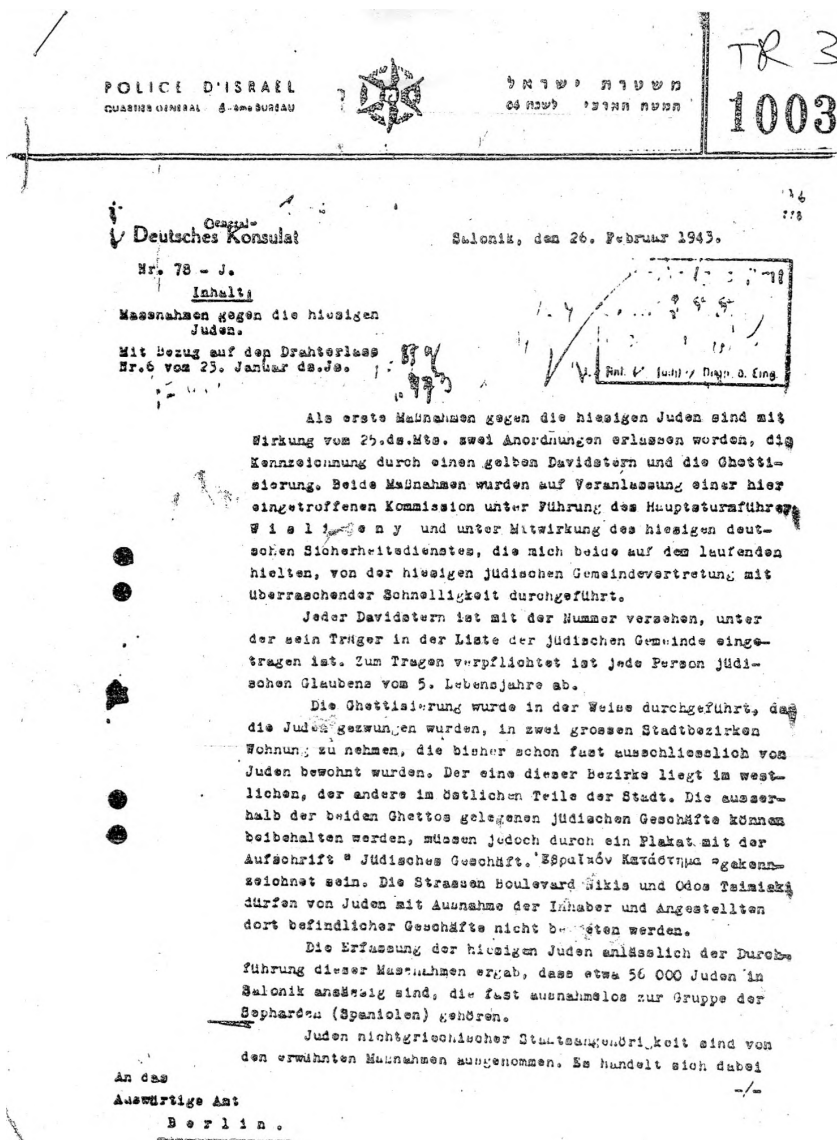 TR 3
POLICE D'ISRAËL
QUARTIER GENERAL 6-ème BUREAU
משטרת ישראל
המטה הארצי לשכה 06
1003
General-
Deutsches Konsulat
Salonik, den 26. Februar 1943.
Nr. 78 - J.
Inhalt:
Massnahmen gegen die hiesigen
Juden.
Mit Bezug auf den Drahterlass
Nr.6 vom 23. Januar ds.Js.
Als erste Maßnahmen gegen die hiesigen Juden sind mit
Wirkung vom 25.ds.Mts. zwei Anordnungen erlassen worden, die
Kennzeichnung durch einen gelben Davidstern und die Ghetti-
sierung. Beide Maßnahmen wurden auf Veranlassung einer hier
eingetroffenen Kommission unter Führung des Hauptsturmführers
W i s l i c e n y und unter Mitwirkung des hiesigen deut-
schen Sicherheitsdienstes, die mich beide auf dem laufenden
hielten, von der hiesigen jüdischen Gemeindevertretung mit
überraschender Schnelligkeit durchgeführt.
Jeder Davidstern ist mit der Nummer versehen, unter
der sein Träger in der Liste der jüdischen Gemeinde einge-
tragen ist. Zum Tragen verpflichtet ist jede Person jüdi-
schen Glaubens vom 5. Lebensjahre ab.
Die Ghettisierung wurde in der Weise durchgeführt, daß
die Juden gezwungen wurden, in zwei grossen Stadtbezirken
Wohnung zu nehmen, die bisher schon fast ausschliesslich von
Juden bewohnt wurden. Der eine dieser Bezirke liegt im west-
lichen, der andere im östlichen Teile der Stadt. Die ausser-
halb der beiden Ghettos gelegenen jüdischen Geschäfte können
beibehalten werden, müssen jedoch durch ein Plakat mit der
Aufschrift " Jüdisches Geschäft. Ἑβραϊκόν Κατάστημα "gekenn-
zeichnet sein. Die Strassen Boulevard Nikis und Odos Tsimiski
dürfen von Juden mit Ausnahme der Inhaber und Angestellten
dort befindlicher Geschäfte nicht betreten werden.
Die Erfassung der hiesigen Juden anlässlich der Durch-
führung dieser Massnahmen ergab, dass etwa 56 000 Juden in
Salonik ansässig sind, die fast ausnahmslos zur Gruppe der
Sepharden (Spaniolen) gehören.
Juden nichtgriechischer Staatsangehörigkeit sind von
den erwähnten Maßnahmen ausgenommen. Es handelt sich dabei
-/-
An das
Auswärtige Amt
B e r l i n .